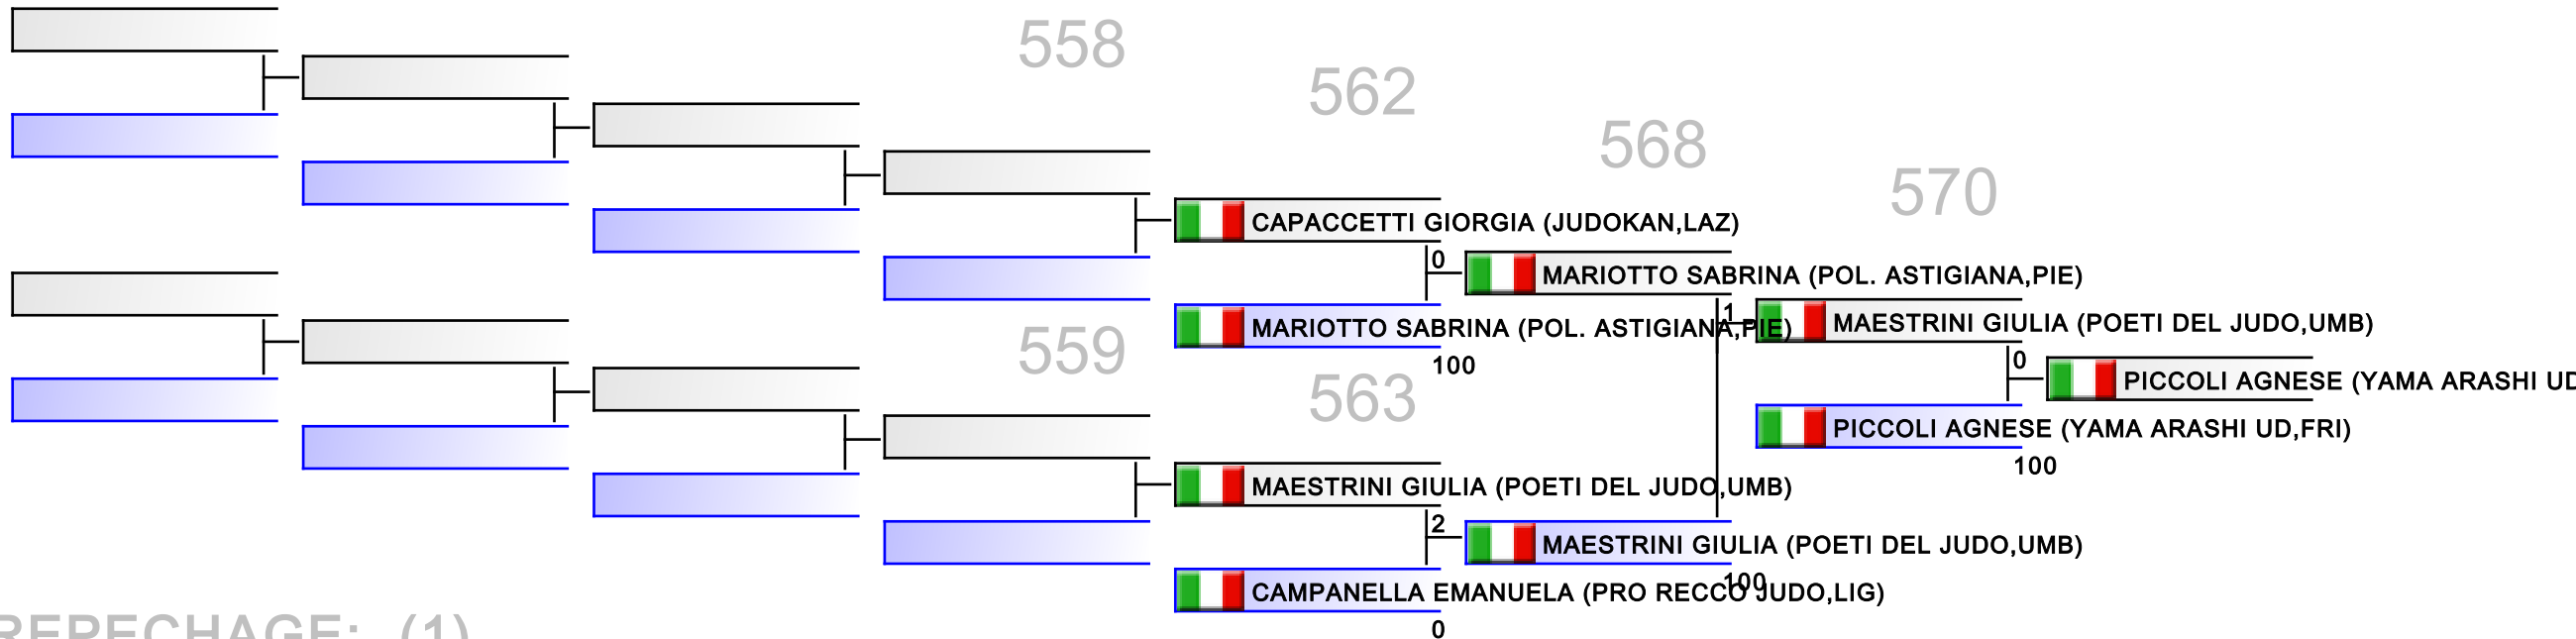 558
562
568
570
CAPACCETTI GIORGIA (JUDOKAN,LAZ)
0
MARIOTTO SABRINA (POL. ASTIGIANA,PIE)
MARIOTTO SABRINA (POL. ASTIGIANA,PIE)
100
1
MAESTRINI GIULIA (POETI DEL JUDO,UMB)
0
PICCOLI AGNESE (YAMA ARASHI UD
PICCOLI AGNESE (YAMA ARASHI UD,FRI)
100
559
563
MAESTRINI GIULIA (POETI DEL JUDO,UMB)
2
MAESTRINI GIULIA (POETI DEL JUDO,UMB)
100
CAMPANELLA EMANUELA (PRO RECCO JUDO,LIG)
0
REPECHAGE: (1)